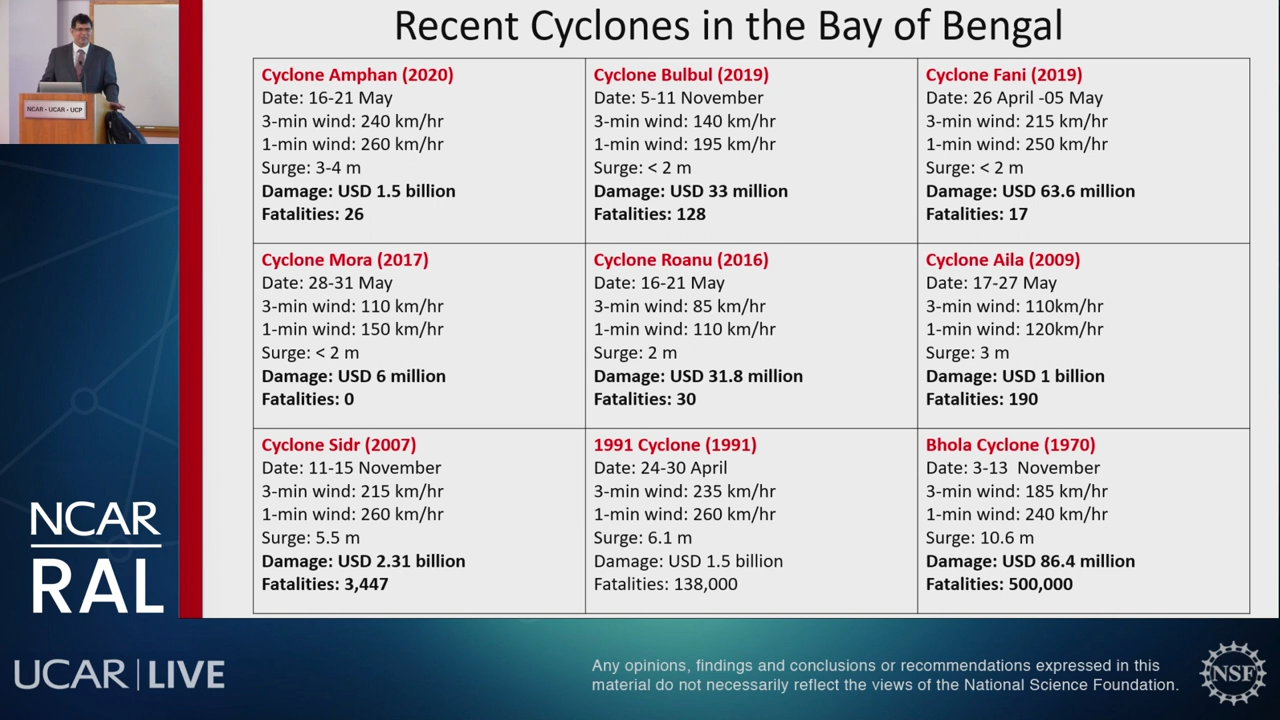 Recent Cyclones in the Bay of Bengal
NCAR • UCAR • UCP
Cyclone Amphan (2020)
Date: 16-21 May
3-min wind: 240 km/hr
1-min wind: 260 km/hr
Surge: 3-4 m
Damage: USD 1.5 billion
Fatalities: 26
Cyclone Bulbul (2019)
Date: 5-11 November
3-min wind: 140 km/hr
1-min wind: 195 km/hr
Surge: < 2 m
Damage: USD 33 million
Fatalities: 128
Cyclone Fani (2019)
Date: 26 April -05 May
3-min wind: 215 km/hr
1-min wind: 250 km/hr
Surge: < 2 m
Damage: USD 63.6 million
Fatalities: 17
Cyclone Mora (2017)
Date: 28-31 May
3-min wind: 110 km/hr
1-min wind: 150 km/hr
Surge: < 2 m
Damage: USD 6 million
Fatalities: 0
Cyclone Roanu (2016)
Date: 16-21 May
3-min wind: 85 km/hr
1-min wind: 110 km/hr
Surge: 2 m
Damage: USD 31.8 million
Fatalities: 30
Cyclone Aila (2009)
Date: 17-27 May
3-min wind: 110km/hr
1-min wind: 120km/hr
Surge: 3 m
Damage: USD 1 billion
Fatalities: 190
Cyclone Sidr (2007)
Date: 11-15 November
3-min wind: 215 km/hr
1-min wind: 260 km/hr
Surge: 5.5 m
Damage: USD 2.31 billion
Fatalities: 3,447
1991 Cyclone (1991)
Date: 24-30 April
3-min wind: 235 km/hr
1-min wind: 260 km/hr
Surge: 6.1 m
Damage: USD 1.5 billion
Fatalities: 138,000
Bhola Cyclone (1970)
Date: 3-13  November
3-min wind: 185 km/hr
1-min wind: 240 km/hr
Surge: 10.6 m
Damage: USD 86.4 million
Fatalities: 500,000
NCAR
RAL
UCAR | LIVE
Any opinions, findings and conclusions or recommendations expressed in this
material do not necessarily reflect the views of the National Science Foundation.
NSF